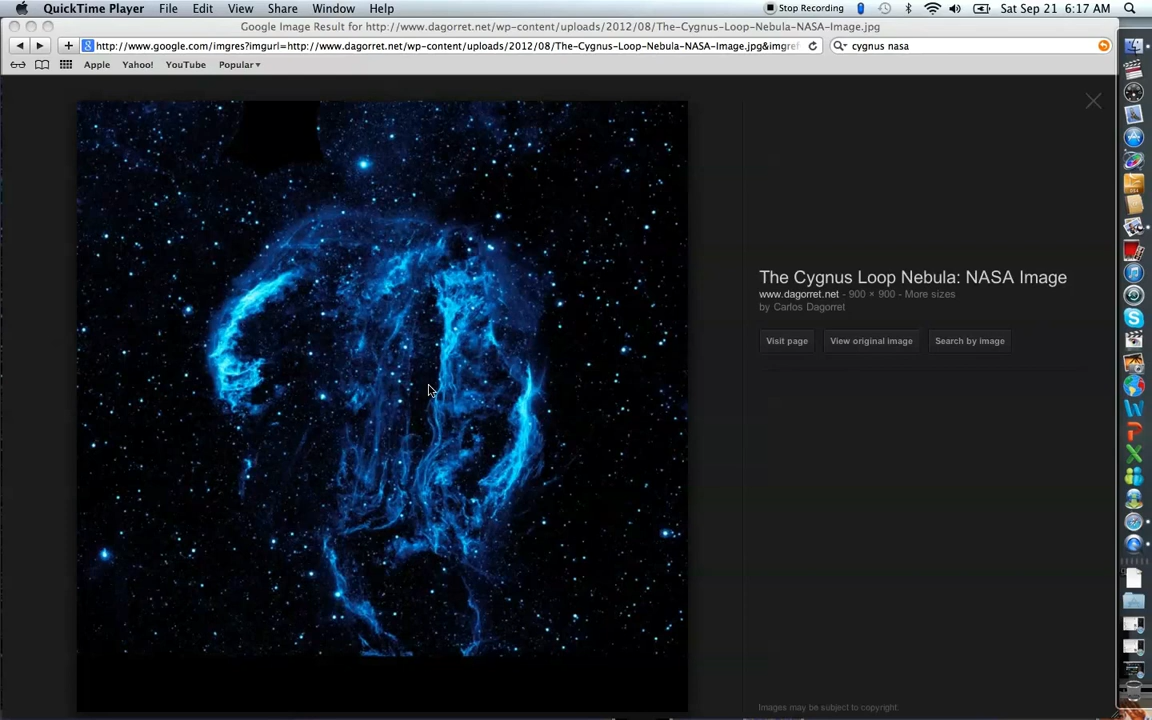 QuickTime Player File Edit View Share Window Help Stop Recording Sat Sep 21 6:17 AM
Google Image Result for http://www.dagorret.net/wp-content/uploads/2012/08/The-Cygnus-Loop-Nebula-NASA-Image.jpg
http://www.google.com/imgres?imgurl=http://www.dagorret.net/wp-content/uploads/2012/08/The-Cygnus-Loop-Nebula-NASA-Image.jpg&imgref cygnus nasa
Apple Yahoo! YouTube Popular
The Cygnus Loop Nebula: NASA Image
www.dagorret.net - 900 × 900 - More sizes
by Carlos Dagorret
Visit page View original image Search by image
Images may be subject to copyright.